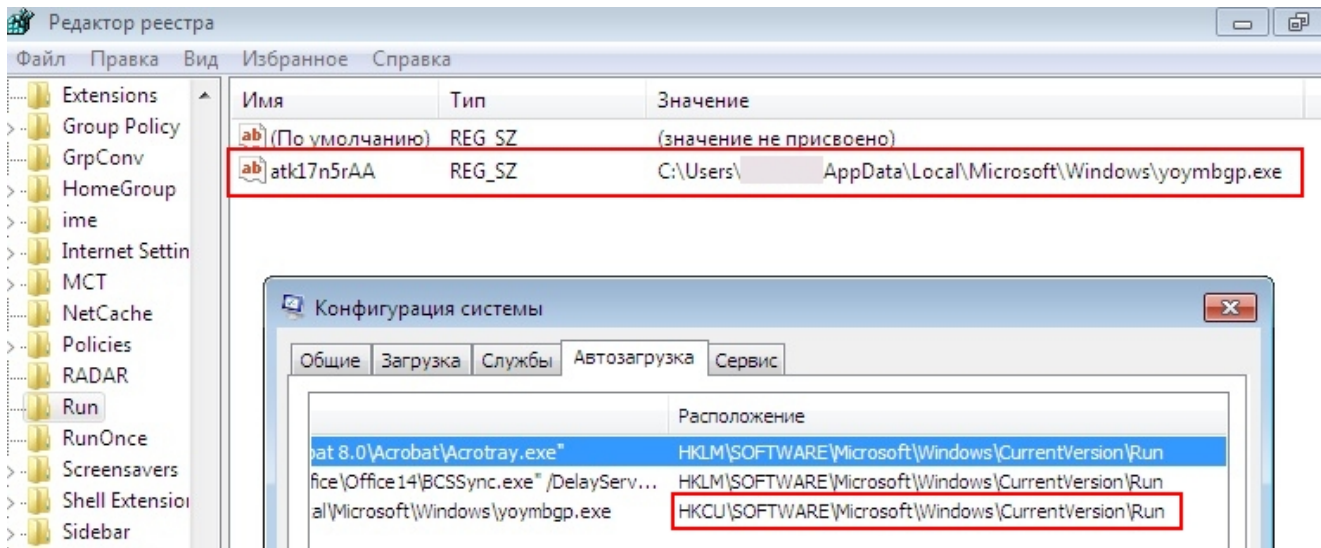 Редактор реестра
Файл Правка Вид Избранное Справка
Extensions
Group Policy
GrpConv
HomeGroup
ime
Internet Settin
MCT
NetCache
Policies
RADAR
Run
RunOnce
Screensavers
Shell Extension
Sidebar
Имя Тип Значение
(По умолчанию) REG_SZ (значение не присвоено)
atk17n5rAA REG_SZ C:\Users\ AppData\Local\Microsoft\Windows\yoymbgp.exe
Конфигурация системы
Общие Загрузка Службы Автозагрузка Сервис
Расположение
bat 8.0\Acrobat\Acrotray.exe" HKLM\SOFTWARE\Microsoft\Windows\CurrentVersion\Run
fice\Office14\BCSSync.exe" /DelayServ... HKLM\SOFTWARE\Microsoft\Windows\CurrentVersion\Run
al\Microsoft\Windows\yoymbgp.exe HKCU\SOFTWARE\Microsoft\Windows\CurrentVersion\Run